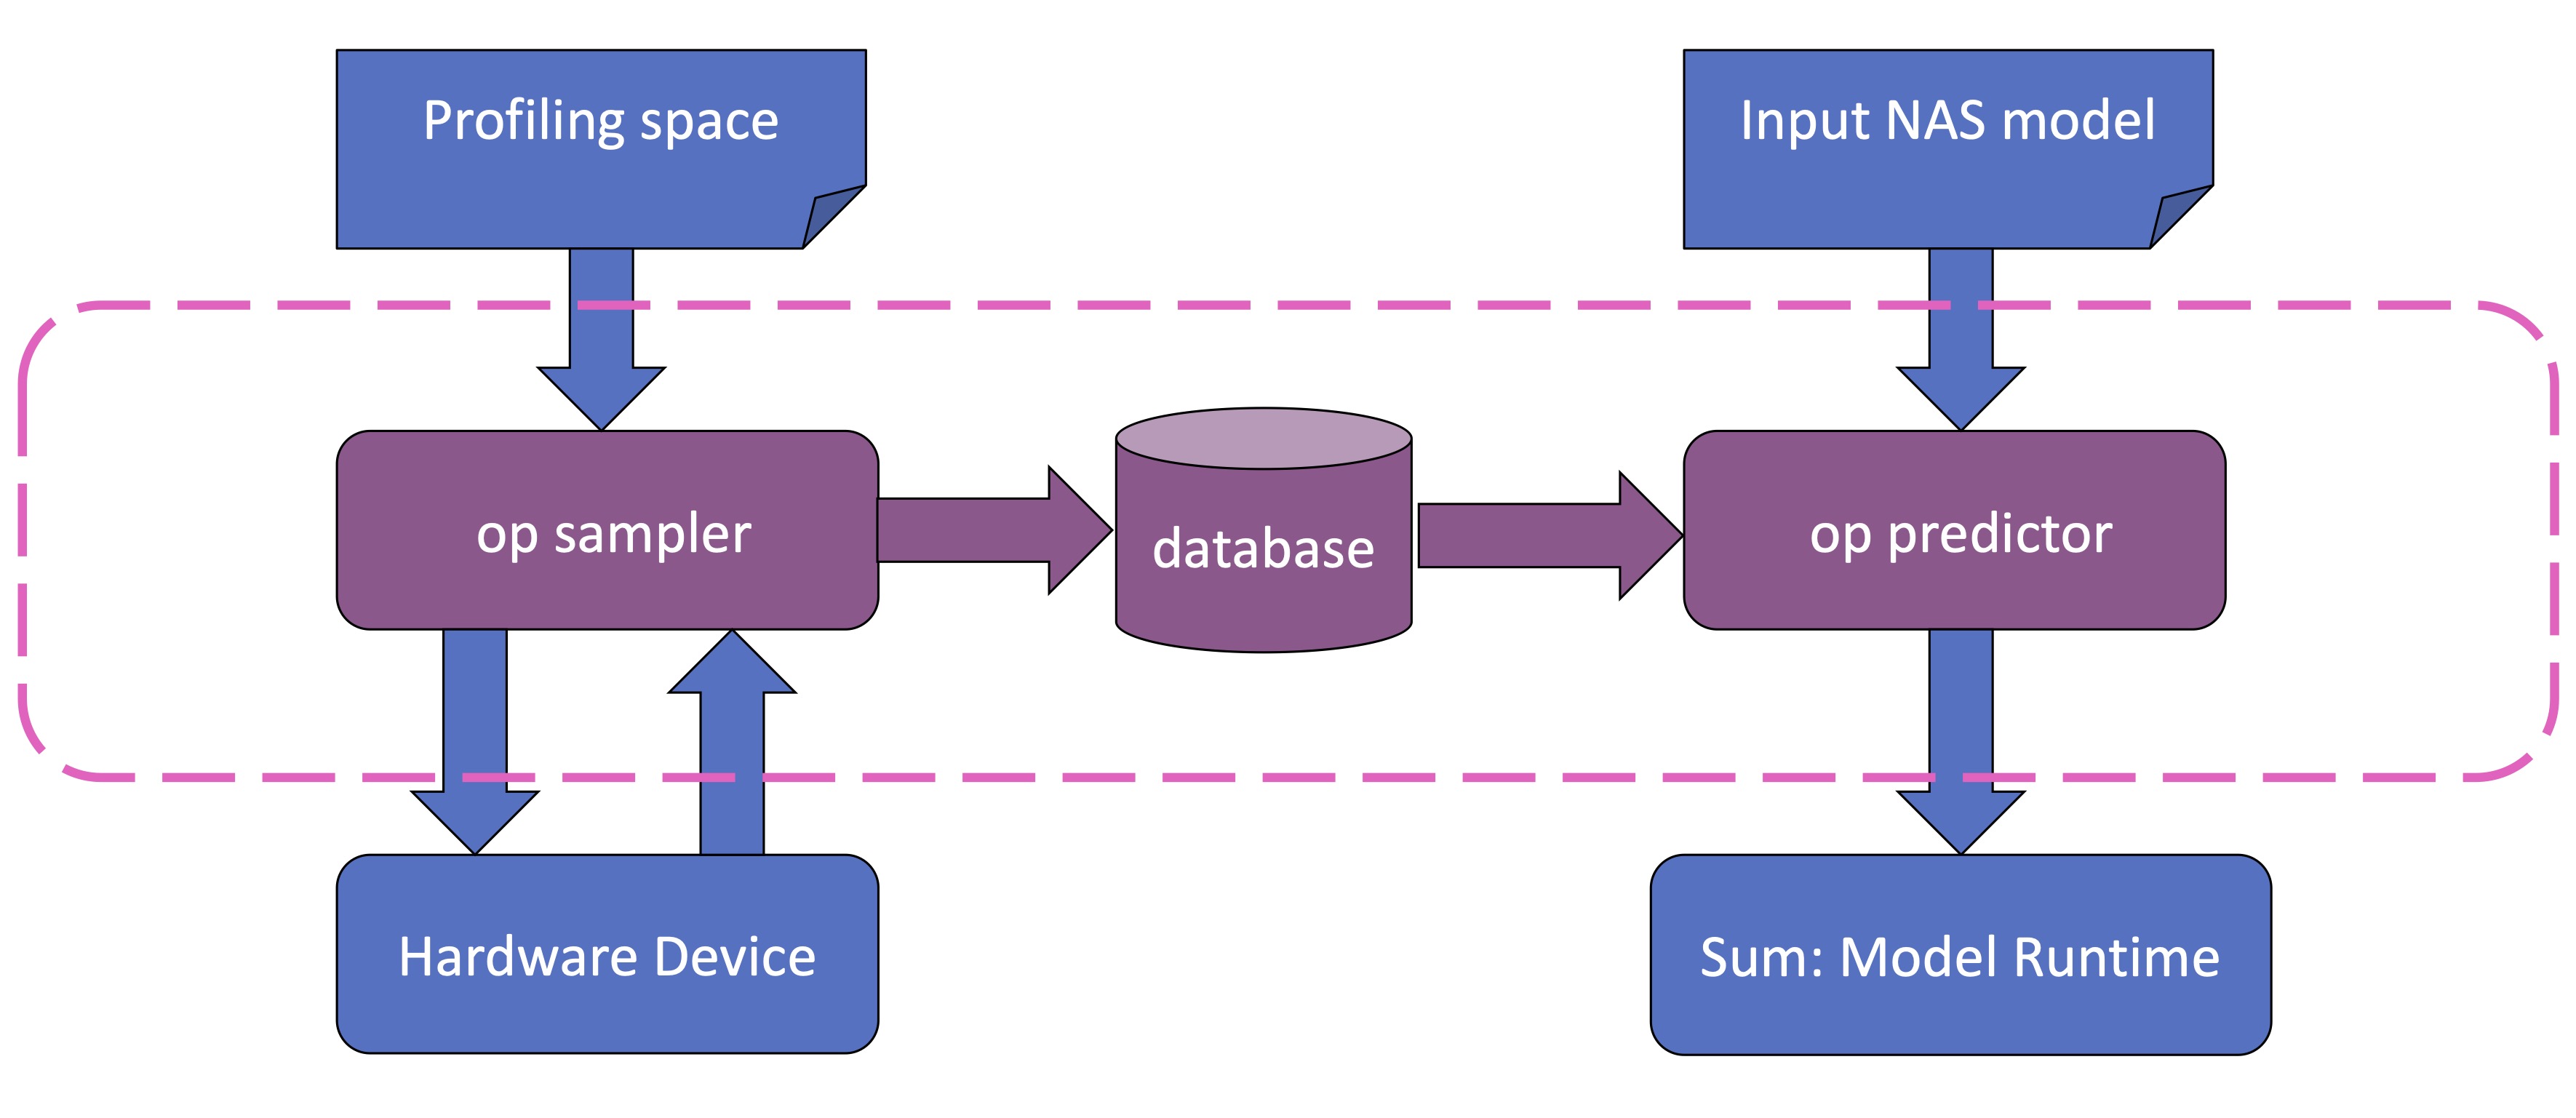 Profiling space
Input NAS model
op sampler
database
op predictor
Hardware Device
Sum: Model Runtime